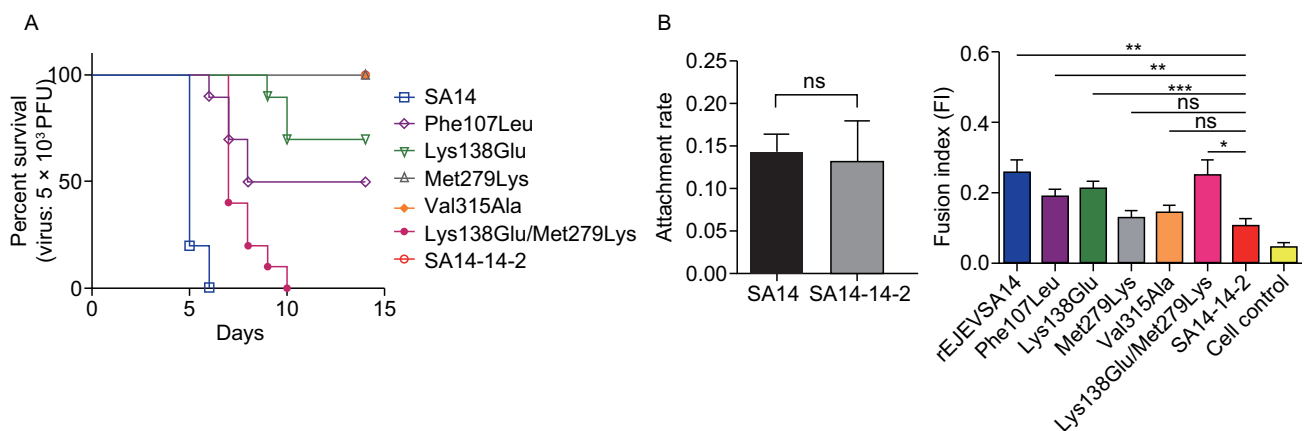 A
Percent survival
(virus: 5 × 10³ PFU)
100
50
0
0
5
10
15
Days
SA14
Phe107Leu
Lys138Glu
Met279Lys
Val315Ala
Lys138Glu/Met279Lys
SA14-14-2
B
Attachment rate
0.25
0.20
0.15
0.10
0.05
0.00
ns
SA14
SA14-14-2
Fusion index (FI)
0.6
0.4
0.2
0.0
**
**
***
ns
ns
*
rEJEVSA14
Phe107Leu
Lys138Glu
Met279Lys
Val315Ala
Lys138Glu/Met279Lys
SA14-14-2
Cell control